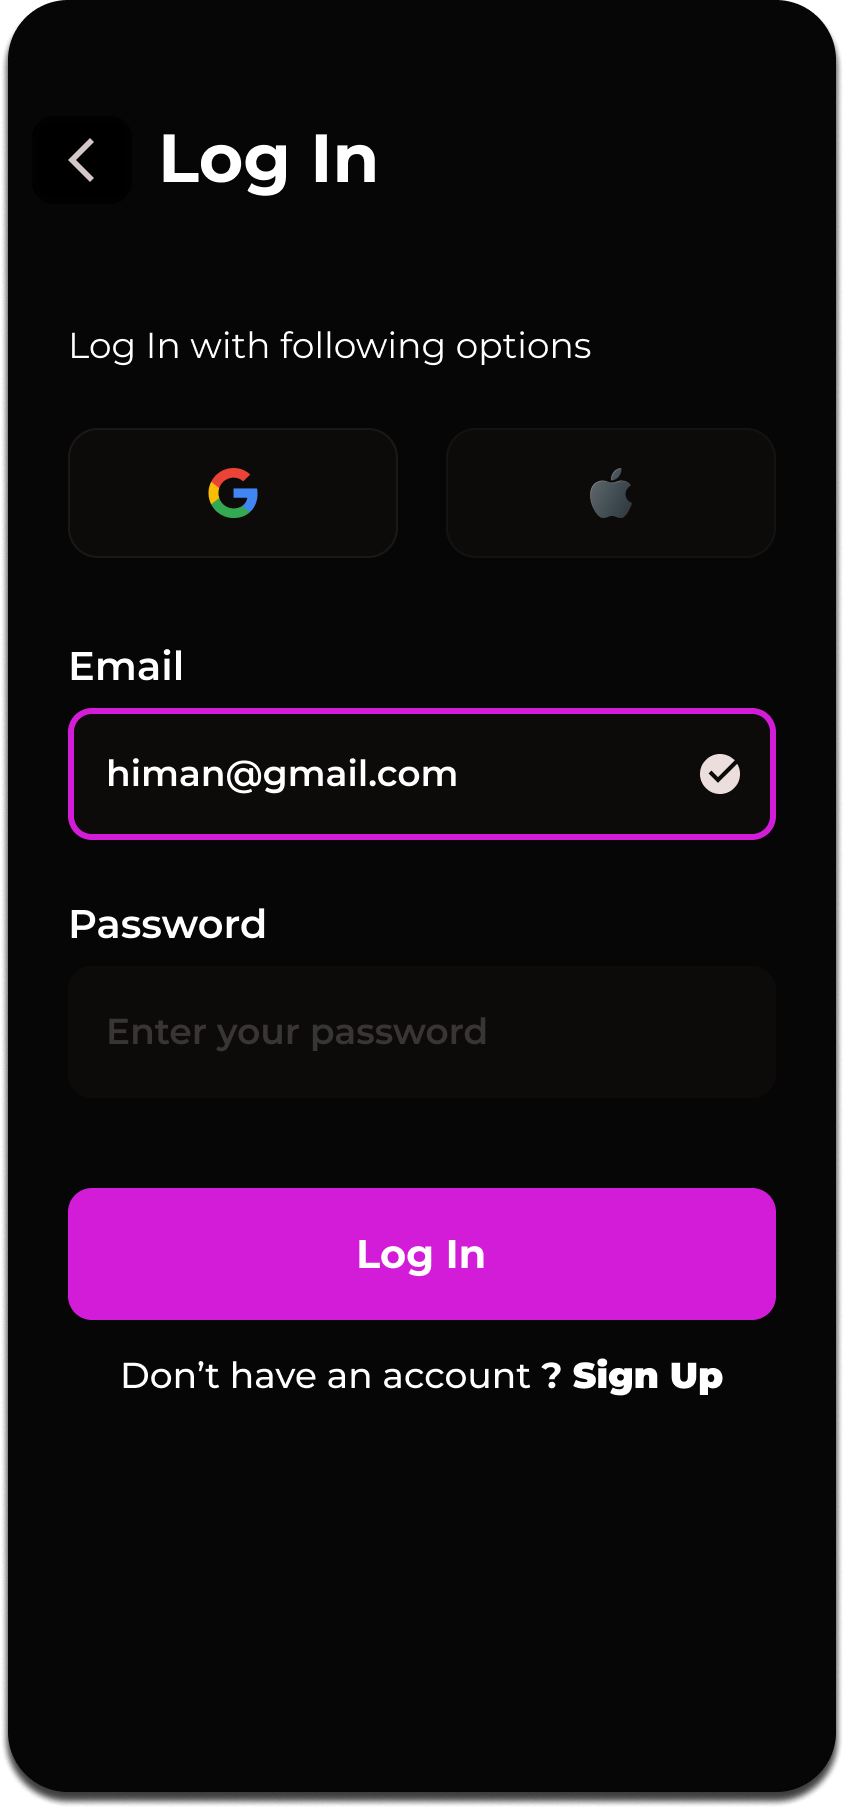 Log In
Log In with following options
Email
himan@gmail.com
Password
Enter your password
Log In
Don’t have an account ? Sign Up